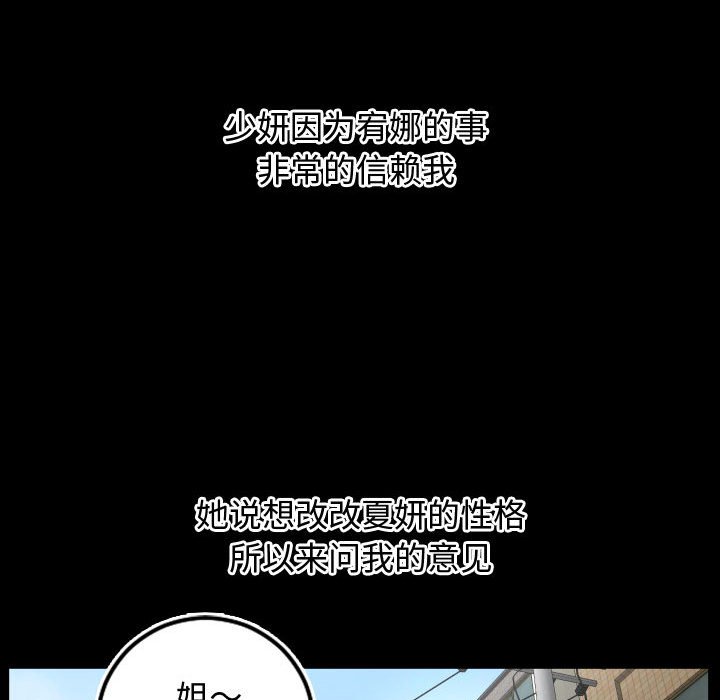 少妍因为宥娜的事
非常的信赖我
她说想改改夏妍的性格
所以来问我的意见
姐～